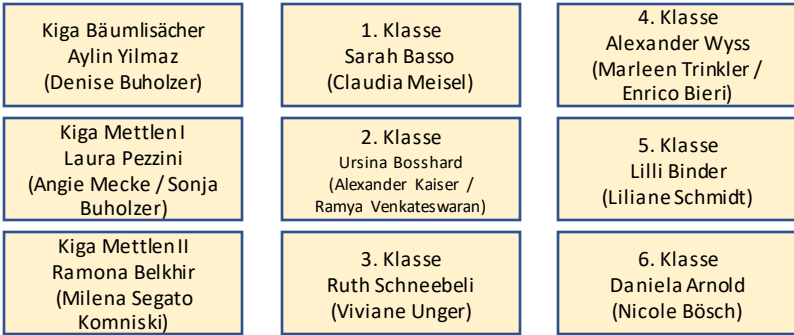 Kiga Bäumlisächer
Aylin Yilmaz
(Denise Buholzer)
1. Klasse
Sarah Basso
(Claudia Meisel)
4. Klasse
Alexander Wyss
(Marleen Trinkler /
Enrico Bieri)
Kiga Mettlen I
Laura Pezzini
(Angie Mecke / Sonja
Buholzer)
2. Klasse
Ursina Bosshard
(Alexander Kaiser /
Ramya Venkateswaran)
5. Klasse
Lilli Binder
(Liliane Schmidt)
Kiga Mettlen II
Ramona Belkhir
(Milena Segato
Komniski)
3. Klasse
Ruth Schneebeli
(Viviane Unger)
6. Klasse
Daniela Arnold
(Nicole Bösch)